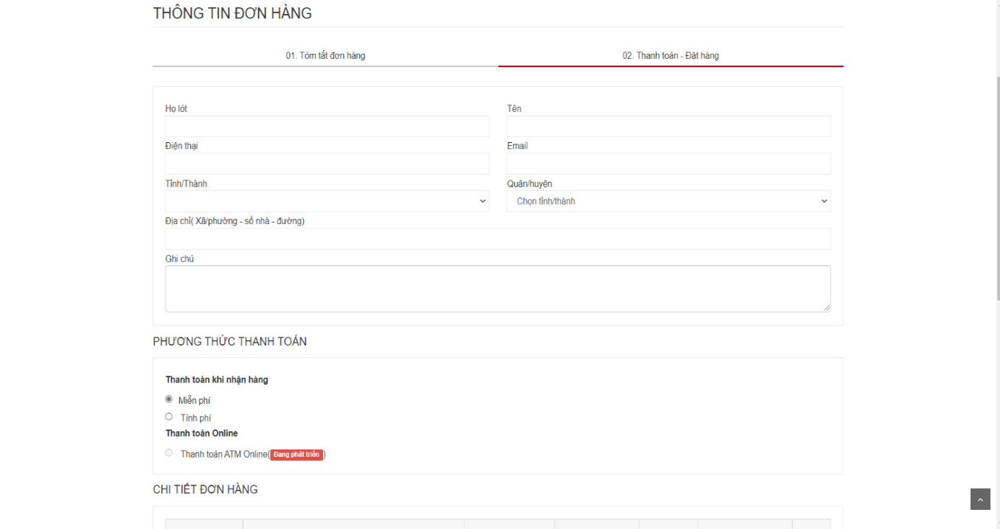 THÔNG TIN ĐƠN HÀNG
01. Tóm tắt đơn hàng
02. Thanh toán - Đặt hàng
Họ lót
Tên
Điện thại
Email
Tỉnh/Thành
Quận/huyện
Chọn tỉnh/thành
Địa chỉ( Xã/phường - số nhà - đường)
Ghi chú
PHƯƠNG THỨC THANH TOÁN
Thanh toán khi nhận hàng
Miễn phí
Tính phí
Thanh toán Online
Thanh toán ATM Online(Đang phát triển)
CHI TIẾT ĐƠN HÀNG